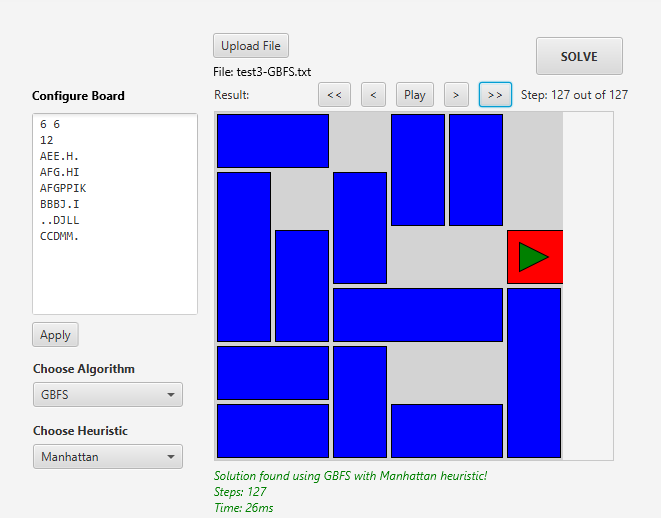 Upload File
SOLVE
File: test3-GBFS.txt
Configure Board
Result:
<<
<
Play
>
>>
Step: 127 out of 127
6 6
12
AEE.H.
AFG.HI
AFGPPIK
BBBJ.I
..DJLL
CCDMM.
Apply
Choose Algorithm
GBFS
Choose Heuristic
Manhattan
Solution found using GBFS with Manhattan heuristic!
Steps: 127
Time: 26ms